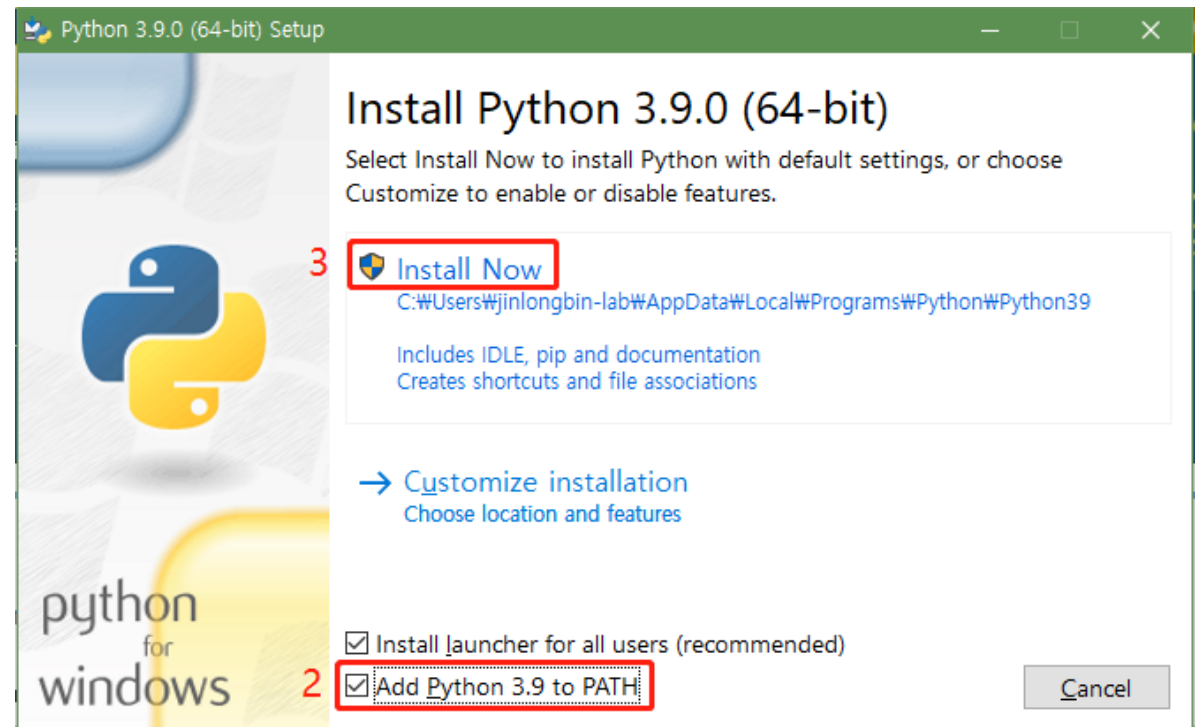 Python 3.9.0 (64-bit) Setup
Install Python 3.9.0 (64-bit)
Select Install Now to install Python with default settings, or choose
Customize to enable or disable features.
3
Install Now
C:₩Users₩jinlongbin-lab₩AppData₩Local₩Programs₩Python₩Python39
Includes IDLE, pip and documentation
Creates shortcuts and file associations
→ Customize installation
Choose location and features
python
for
windows
Install launcher for all users (recommended)
2
Add Python 3.9 to PATH
Cancel